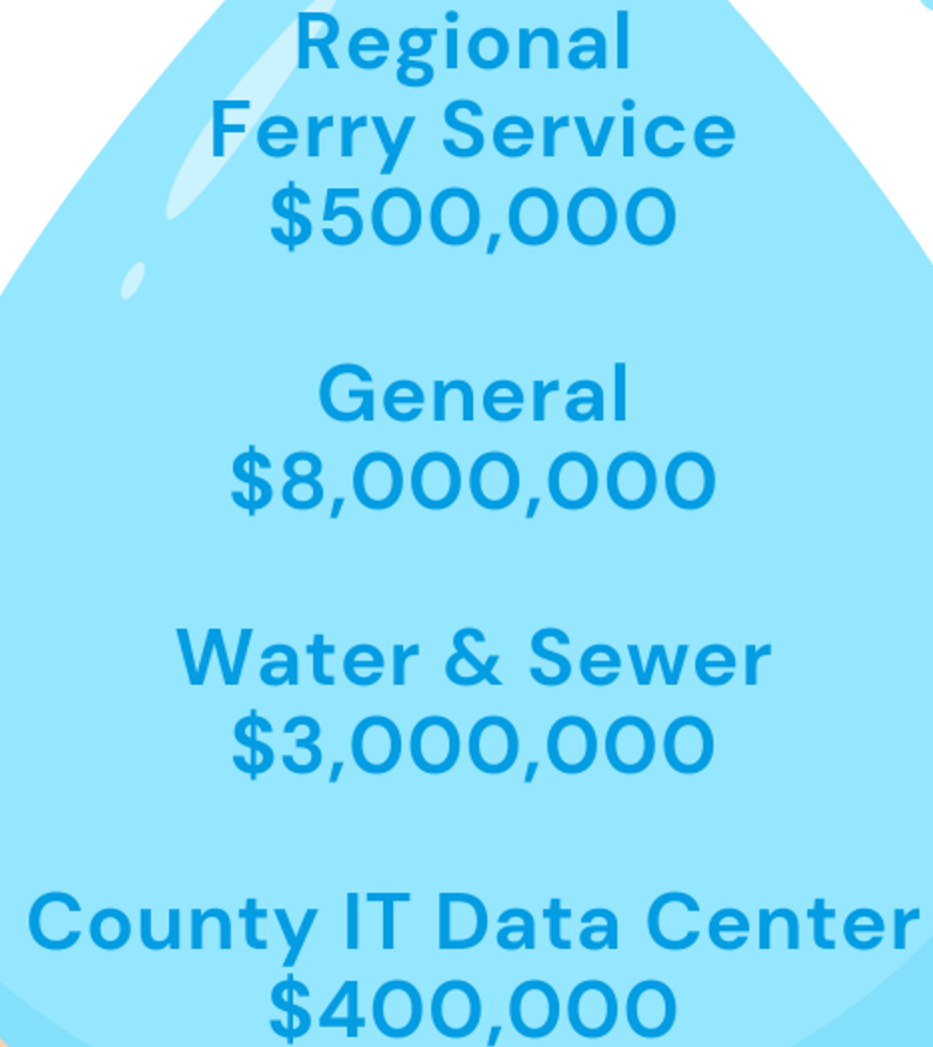 Regional
Ferry Service
$500,000
General
$8,000,000
Water & Sewer
$3,000,000
County IT Data Center
$400,000